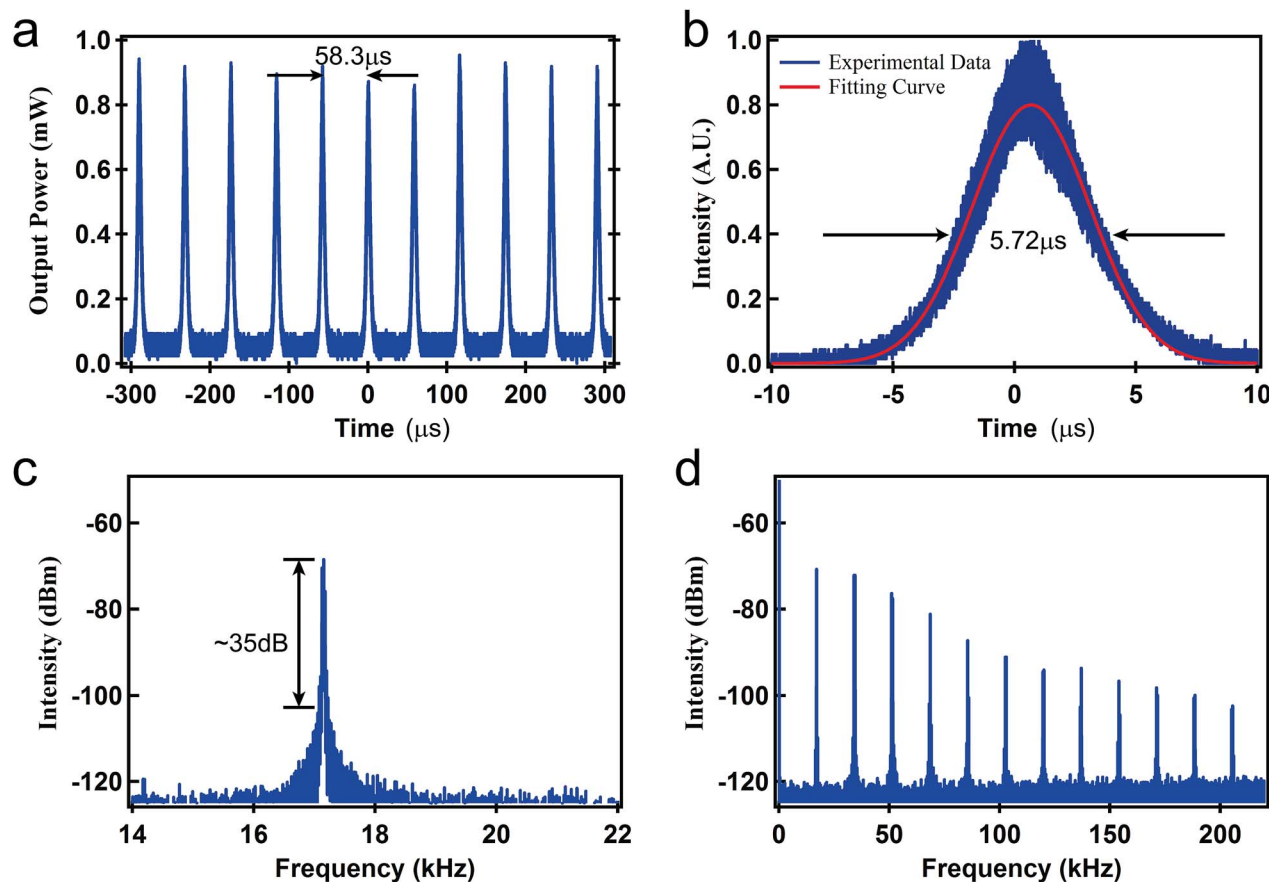 a
Output Power (mW)
1.0
0.8
0.6
0.4
0.2
0.0
58.3μs
-300 -200 -100 0 100 200 300
Time (μs)
b
Intensity (A.U.)
1.0
0.8
0.6
0.4
0.2
0.0
Experimental Data
Fitting Curve
5.72μs
-10 -5 0 5 10
Time (μs)
c
Intensity (dBm)
-60
-80
-100
-120
~35dB
14 16 18 20 22
Frequency (kHz)
d
Intensity (dBm)
-60
-80
-100
-120
0 50 100 150 200
Frequency (kHz)